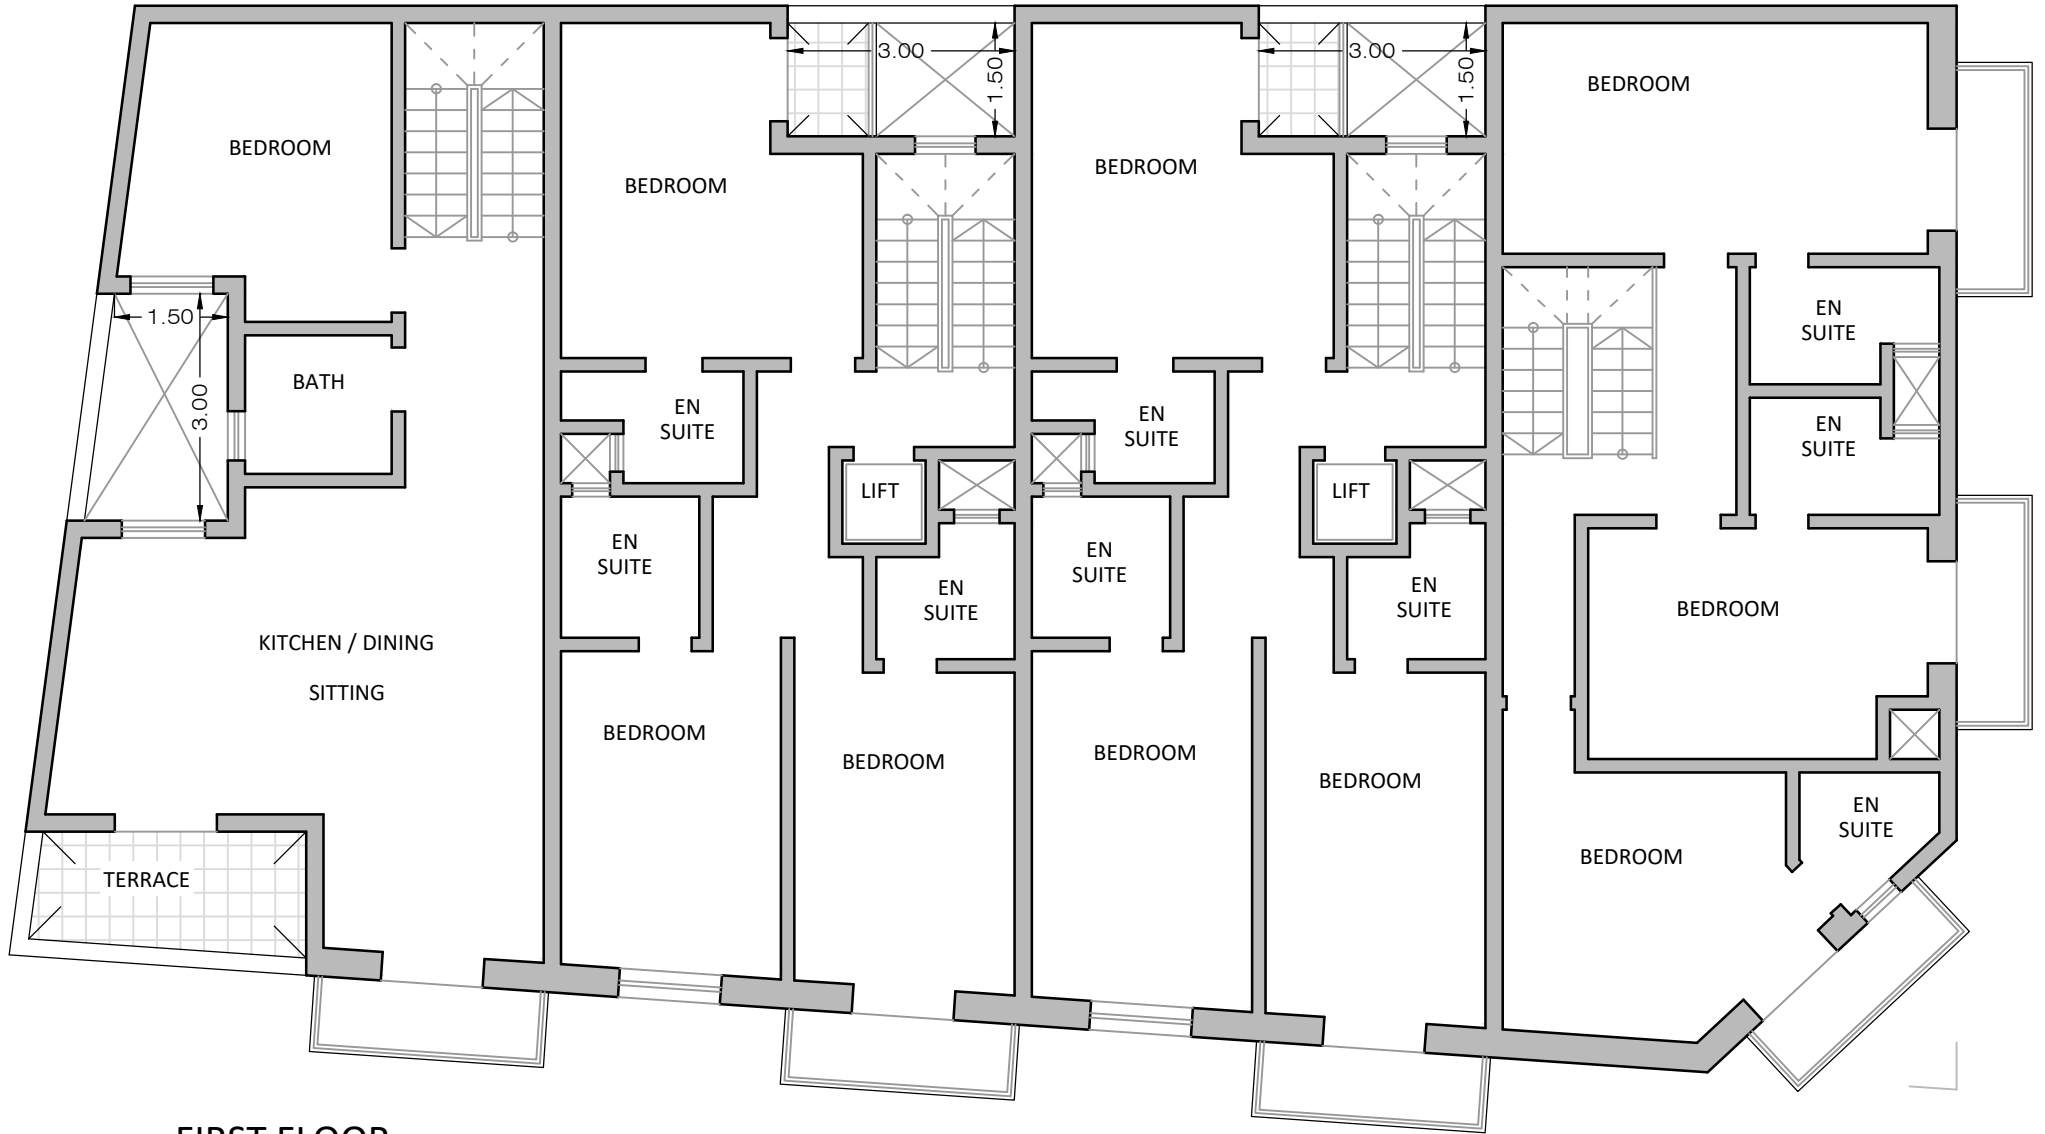 3.00
1.50
3.00
1.50
BEDROOM
BEDROOM
BEDROOM
BEDROOM
1.50
3.00
BATH
EN
SUITE
EN
SUITE
EN
SUITE
EN
SUITE
LIFT
LIFT
EN
SUITE
EN
SUITE
EN
SUITE
EN
SUITE
KITCHEN / DINING
SITTING
BEDROOM
BEDROOM
BEDROOM
BEDROOM
BEDROOM
EN
SUITE
BEDROOM
TERRACE
FIRST FLOOR